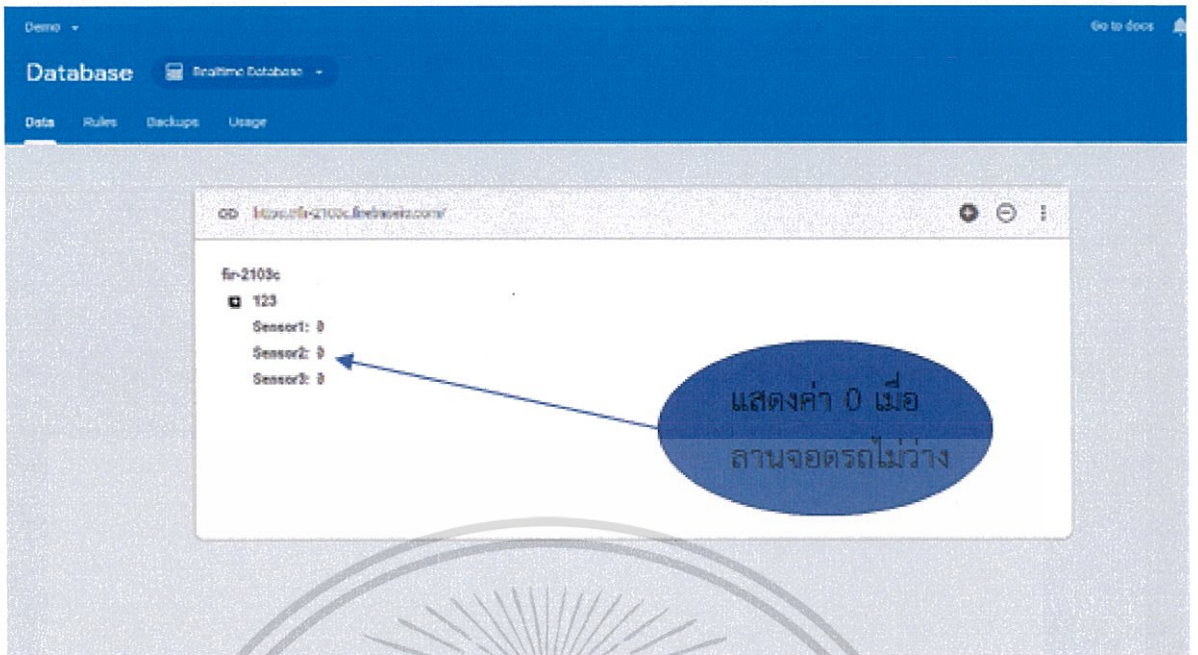 Demo
Go to docs
Database Realtime Database
Data Rules Backups Usage
fir-2103c
123
Sensor1: 0
Sensor2: 0
Sensor3: 0
แสดงค่า 0 เมื่อ
ลานจอดรถไม่ว่าง